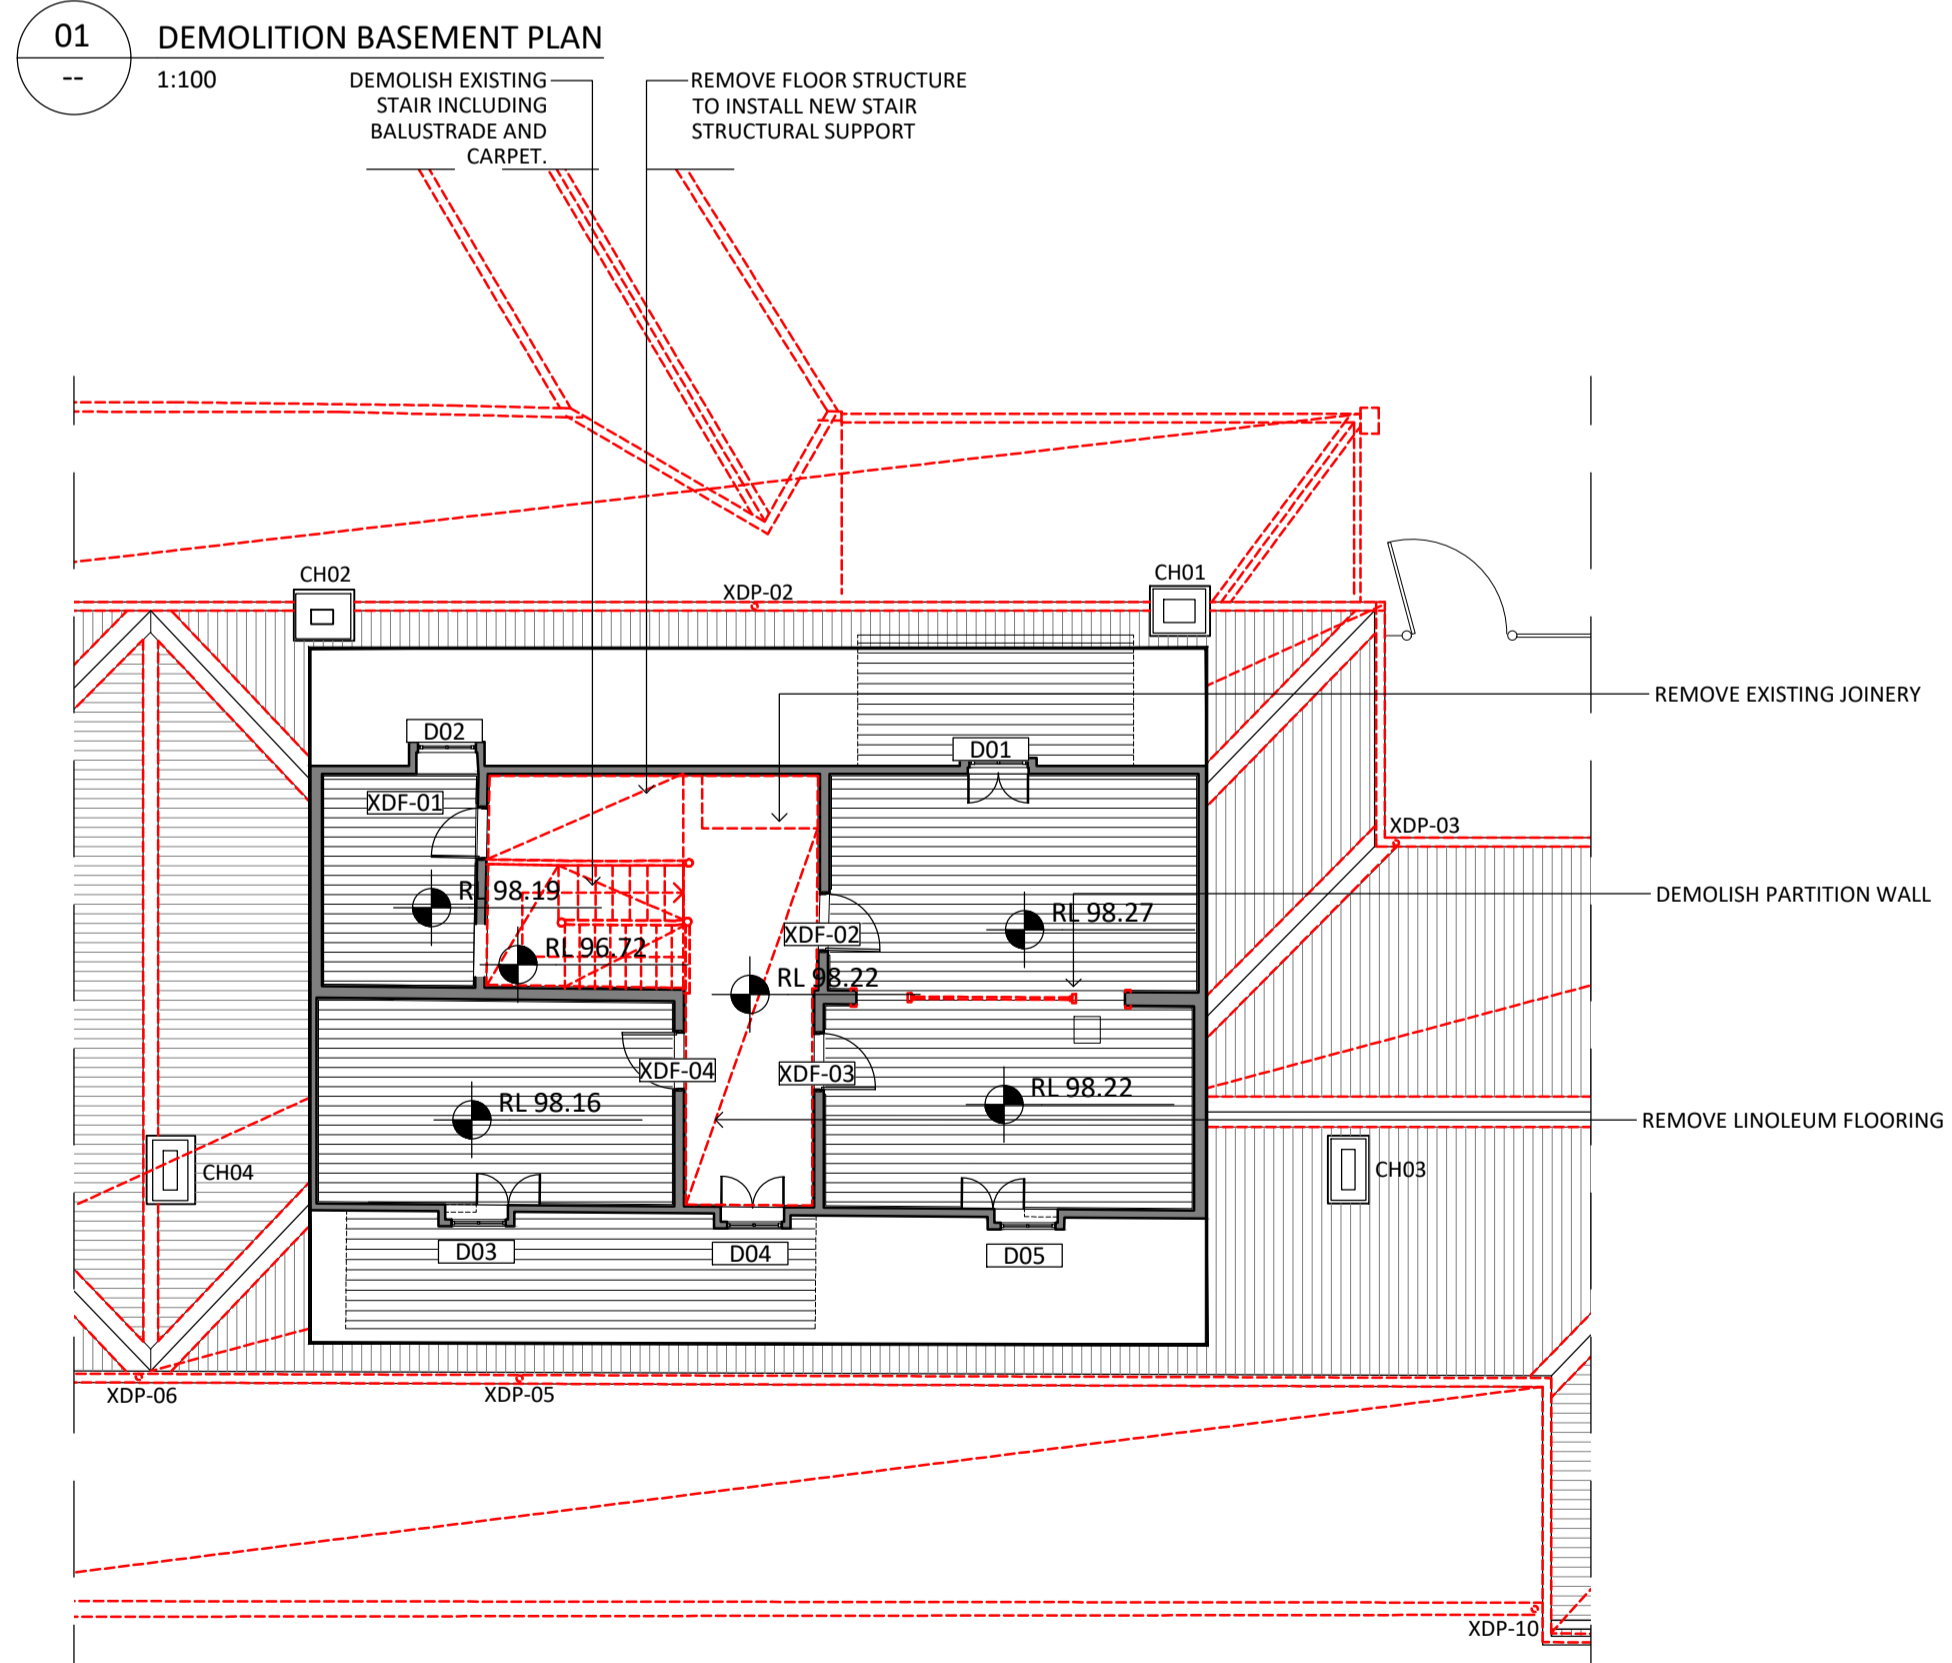 01
--
DEMOLITION BASEMENT PLAN
1:100
DEMOLISH EXISTING
STAIR INCLUDING
BALUSTRADE AND
CARPET.
REMOVE FLOOR STRUCTURE
TO INSTALL NEW STAIR
STRUCTURAL SUPPORT
CH02
XDP-02
CH01
REMOVE EXISTING JOINERY
D02
D01
XDF-01
XDP-03
RL 98.19
DEMOLISH PARTITION WALL
RL 98.27
XDF-02
RL 96.72
RL 98.22
XDF-04
XDF-03
RL 98.16
RL 98.22
REMOVE LINOLEUM FLOORING
CH04
CH03
D03
D04
D05
XDP-06
XDP-05
XDP-10